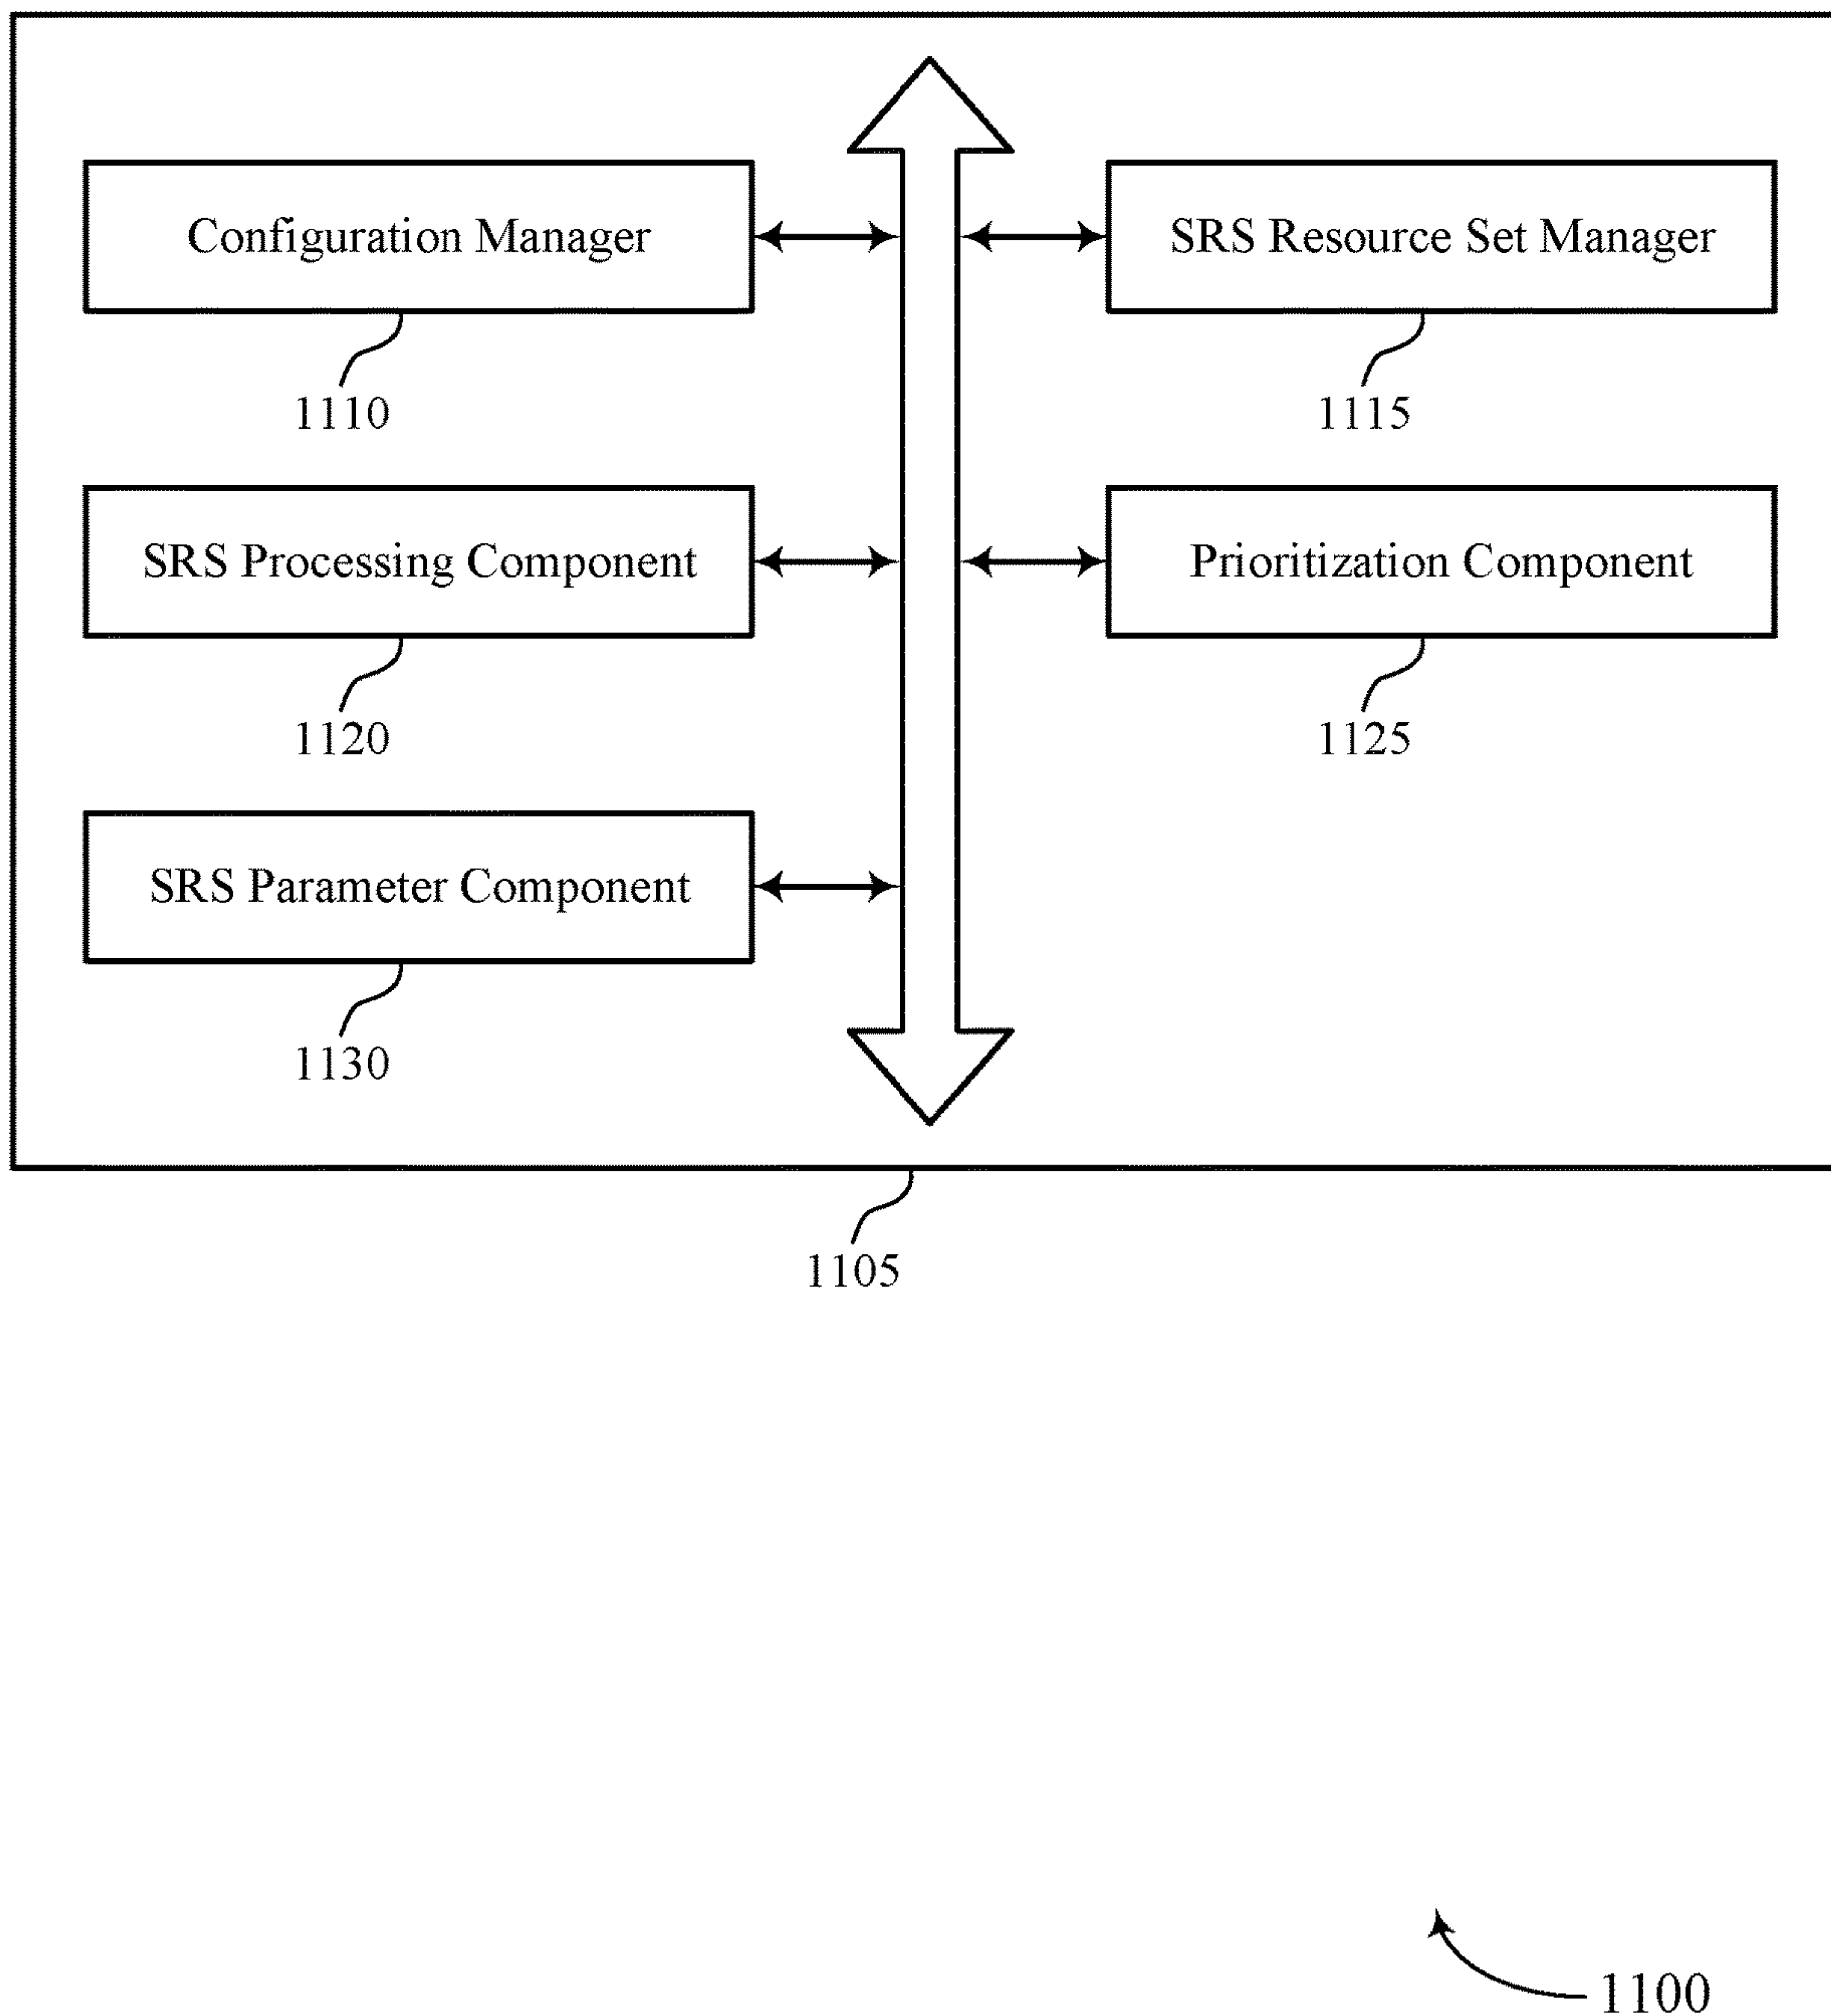 Configuration Manager
SRS Resource Set Manager
1110
1115
SRS Processing Component
Prioritization Component
1120
1125
SRS Parameter Component
1130
1105
1100